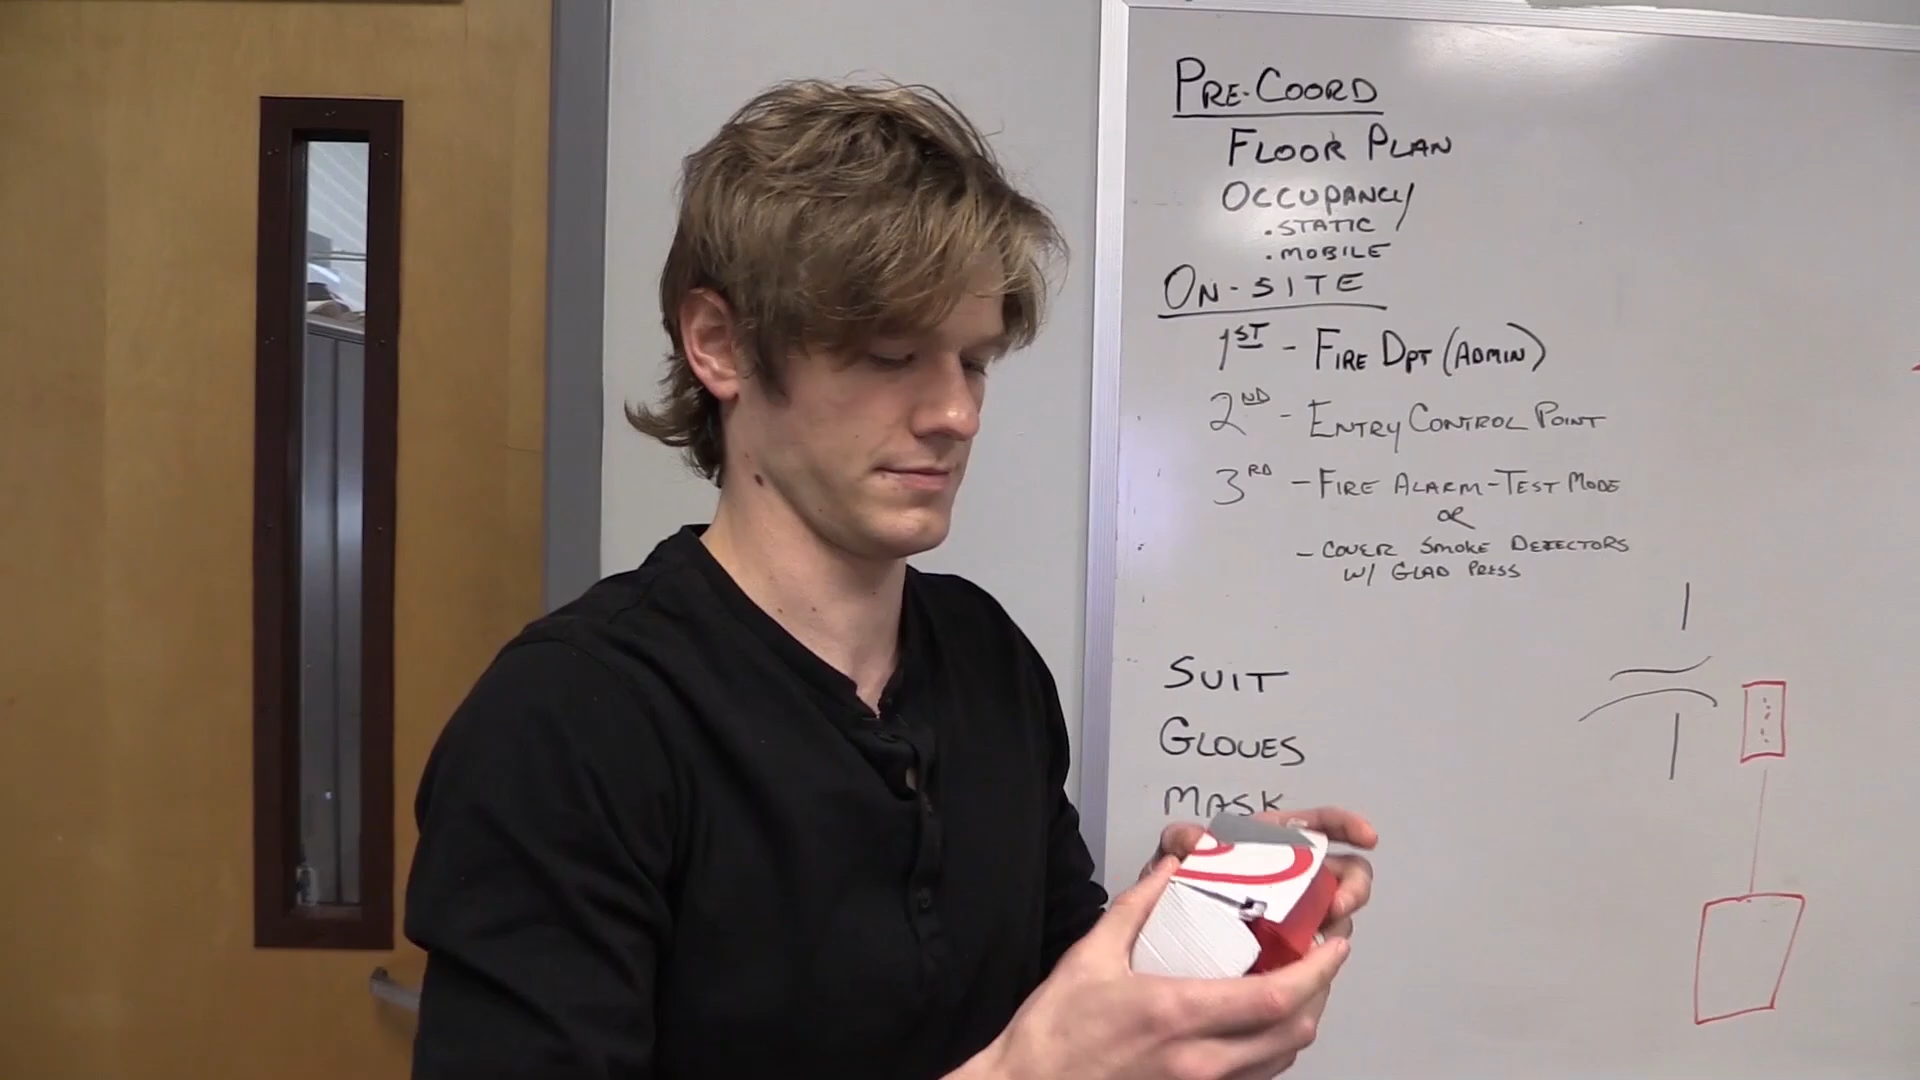 PRE-COORD
FLOOR PLAN
OCCUPANCY
. STATIC
. MOBILE
ON-SITE
1ST - FIRE DPT (ADMIN)
2ND - ENTRY CONTROL POINT
3RD - FIRE ALARM-TEST MODE
OR
- COVER SMOKE DETECTORS
W/ GLAD PRESS
SUIT
GLOVES
MASK